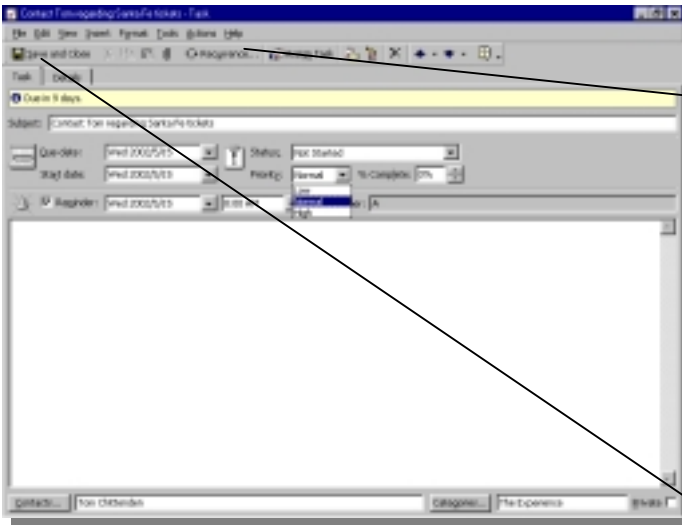 Contact Tom regarding Santa Fe tickets - Task
File Edit View Insert Format Tools Actions Help
Save and Close Recurrence... Task
Task Details
Due in 9 days.
Subject: Contact Tom regarding Santa Fe tickets
Due date: Wed 2002/5/15 Status: Not Started
Start date: Wed 2002/5/15 Priority: Normal % Complete: 0%
Low
Reminder: Wed 2002/5/15 8:00 AM Normal
High
Contacts... Tom Categories... The Experience Private